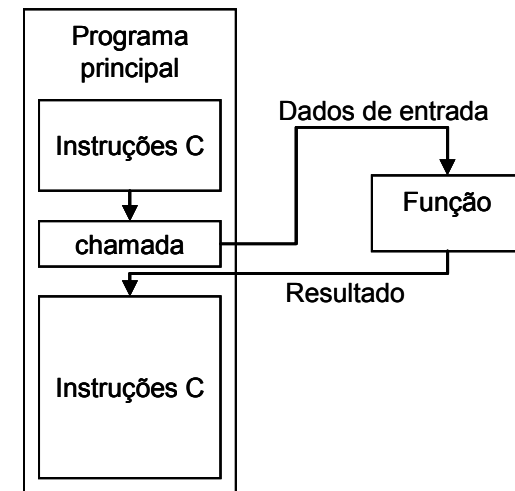 Programa
principal
Instruções C
Dados de entrada
Função
chamada
Resultado
Instruções C